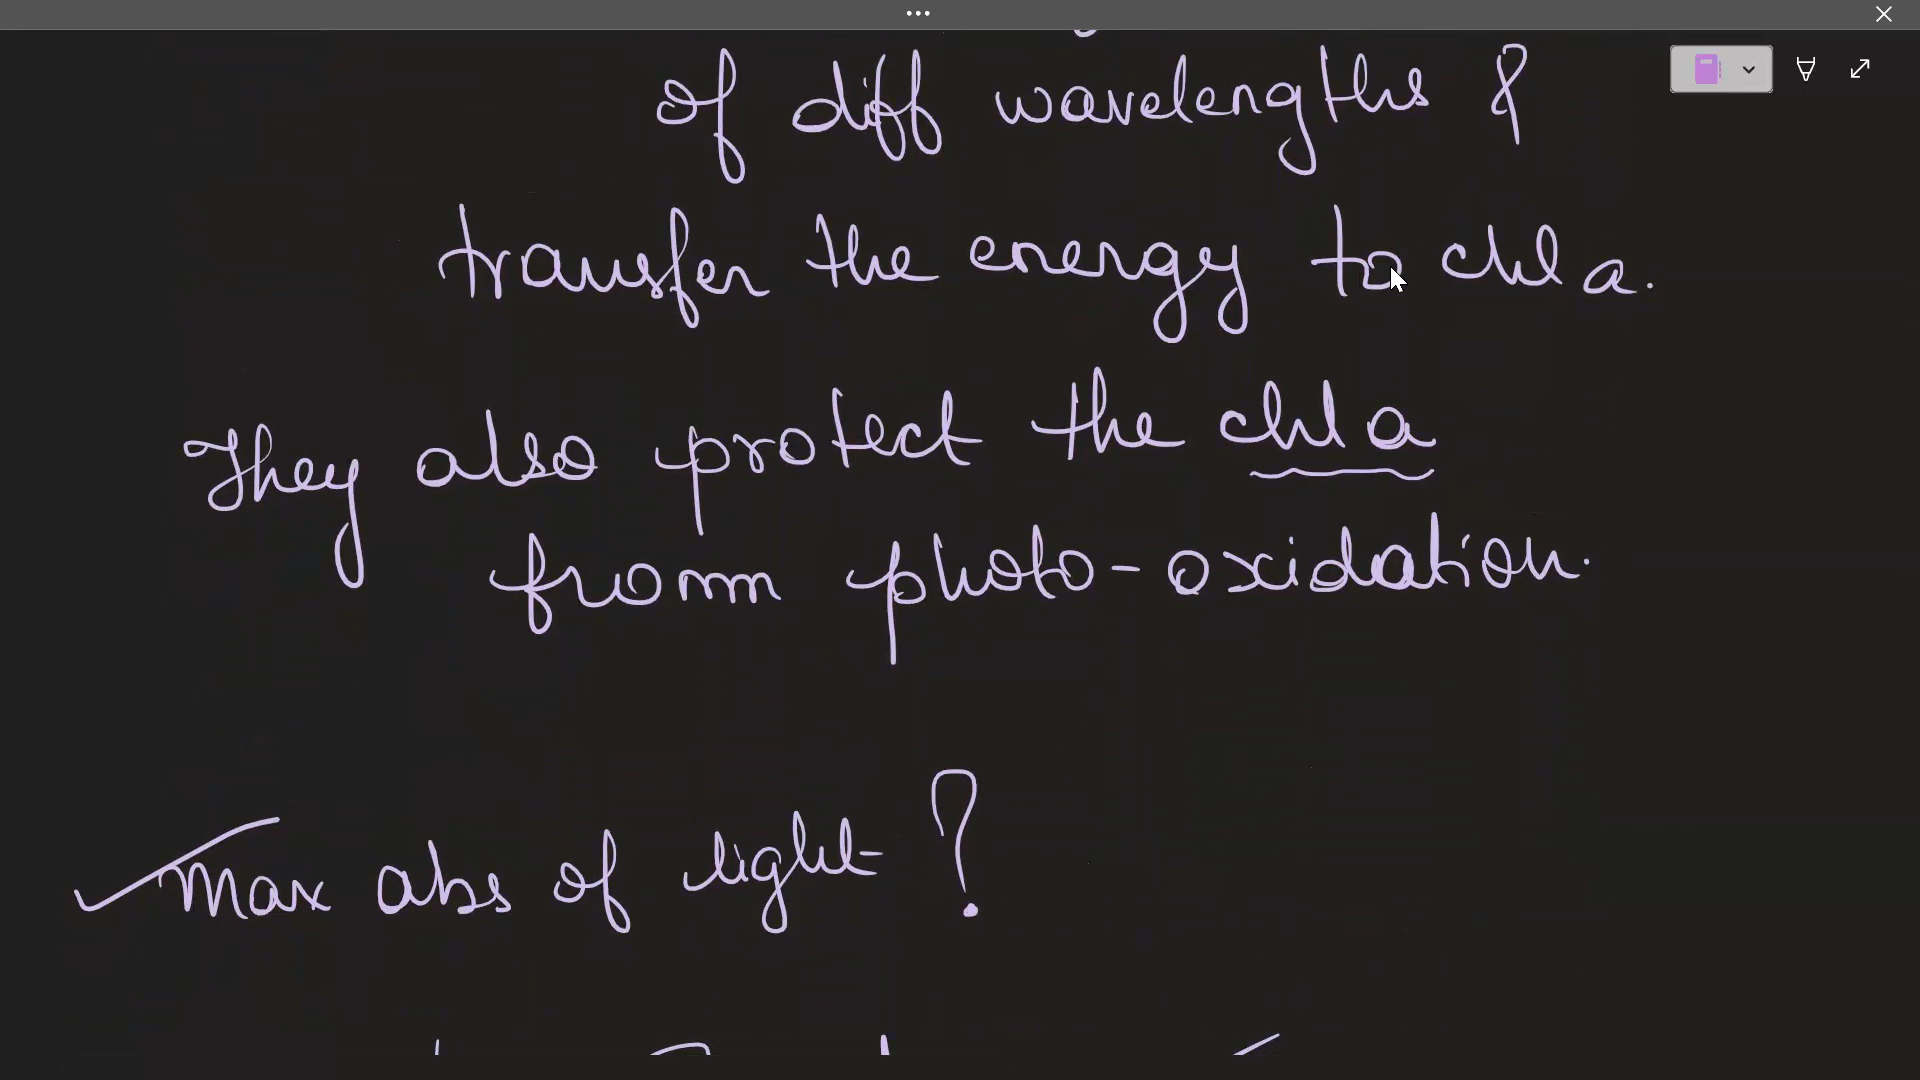 of diff wavelengths &
transfer the energy to chl a.
They also protect the chl a
from photo-oxidation.
Max abs of light ?